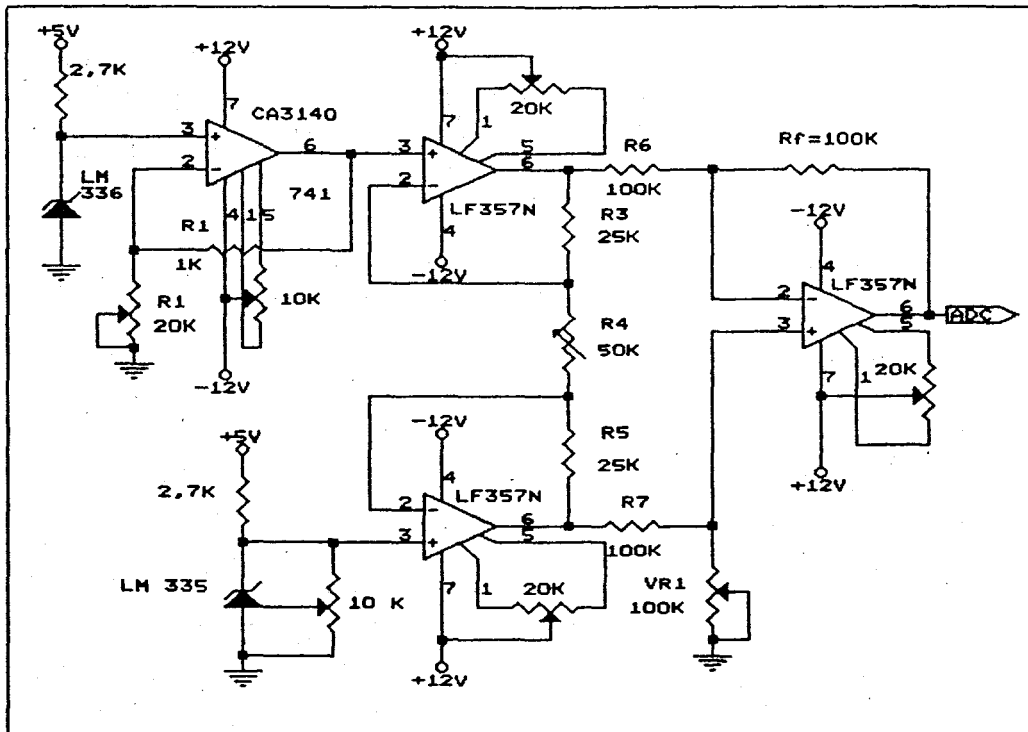 +5V
2,7K
LM
336
+12V
7
CA3140
3
+
2
-
6
741
4
1
5
R1
1K
R1
20K
10K
-12V
+12V
7
1
20K
3
+
2
-
5
6
LF357N
4
-12V
R6
100K
Rf=100K
R3
25K
R4
50K
R5
25K
-12V
4
LF357N
2
-
3
+
6
5
ADC
7
1
20K
+12V
+5V
2,7K
LM 335
10 K
-12V
4
LF357N
2
-
3
+
6
5
7
1
20K
+12V
R7
100K
VR1
100K